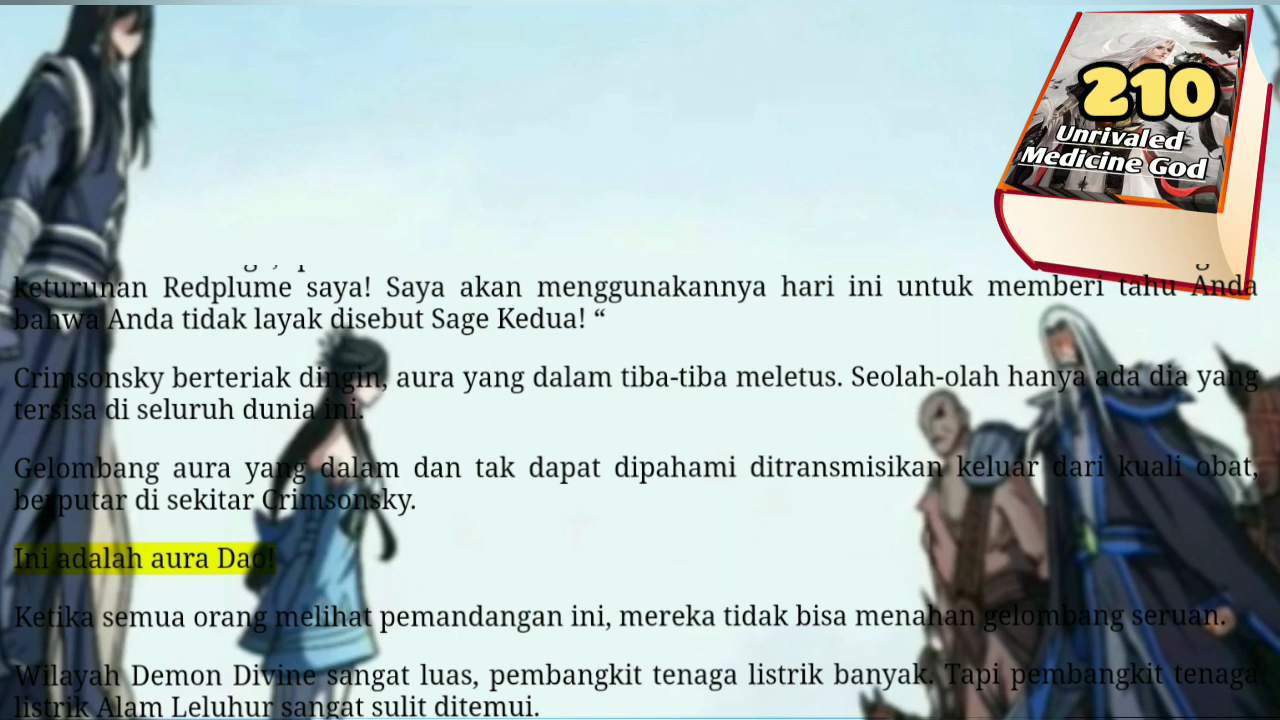 210
Unrivaled
Medicine God
keturunan Redplume saya! Saya akan menggunakannya hari ini untuk memberi tahu Anda
bahwa Anda tidak layak disebut Sage Kedua! “
Crimsonsky berteriak dingin, aura yang dalam tiba-tiba meletus. Seolah-olah hanya ada dia yang
tersisa di seluruh dunia ini.
Gelombang aura yang dalam dan tak dapat dipahami ditransmisikan keluar dari kuali obat,
berputar di sekitar Crimsonsky.
Ini adalah aura Dao!
Ketika semua orang melihat pemandangan ini, mereka tidak bisa menahan gelombang seruan.
Wilayah Demon Divine sangat luas, pembangkit tenaga listrik banyak. Tapi pembangkit tenaga
listrik Alam Leluhur sangat sulit ditemui.